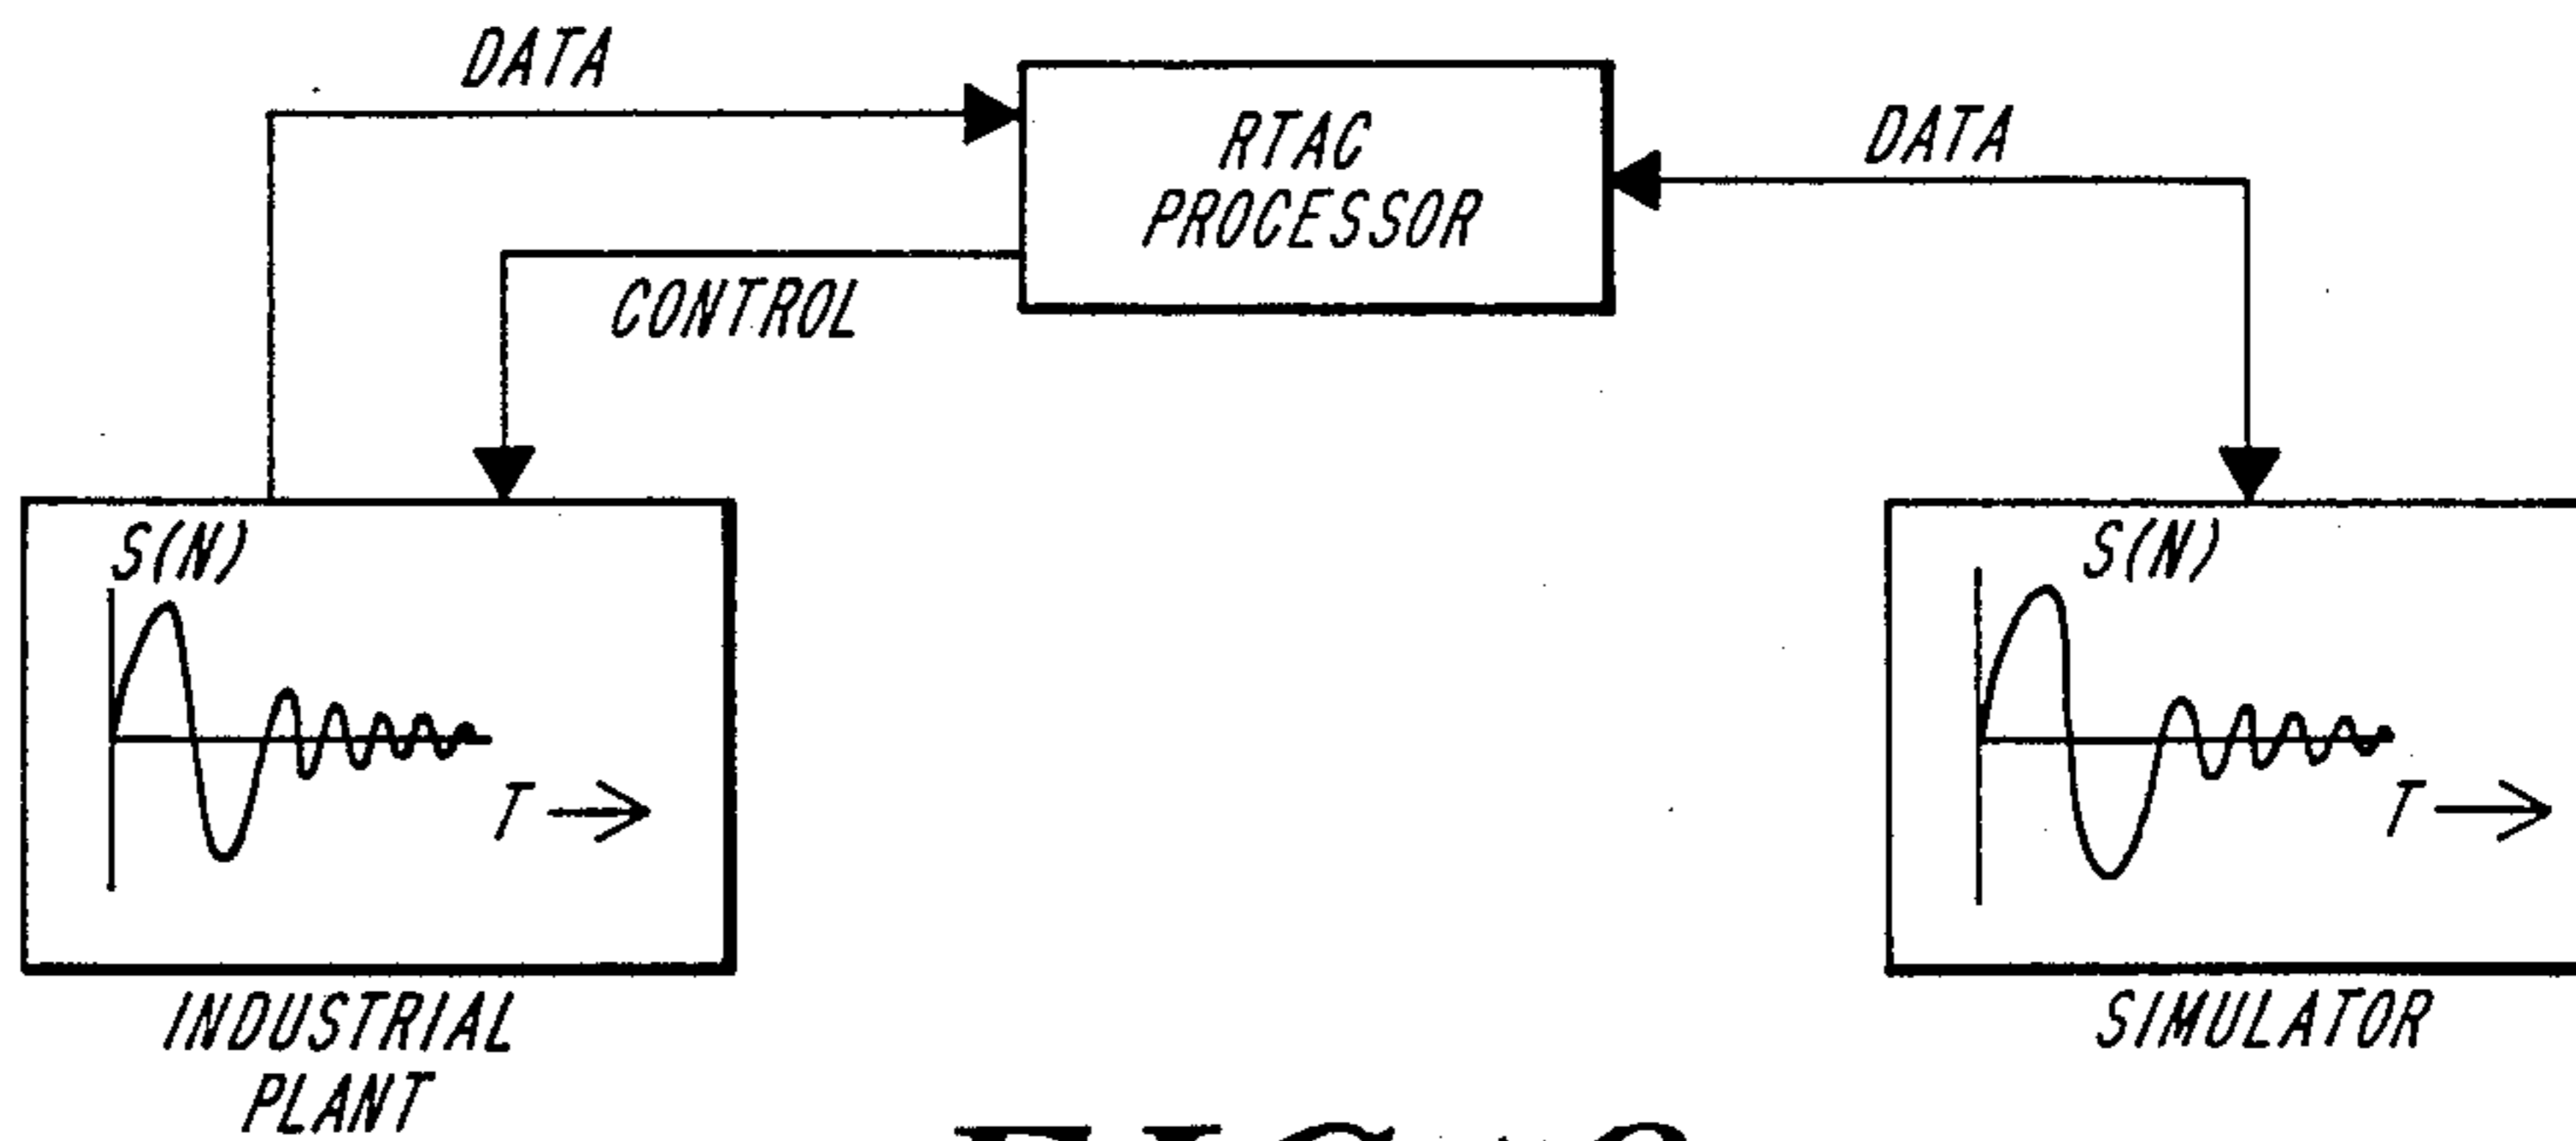 DATA
RTAC
PROCESSOR
DATA
CONTROL
S(N)
T
INDUSTRIAL
PLANT
S(N)
T
SIMULATOR